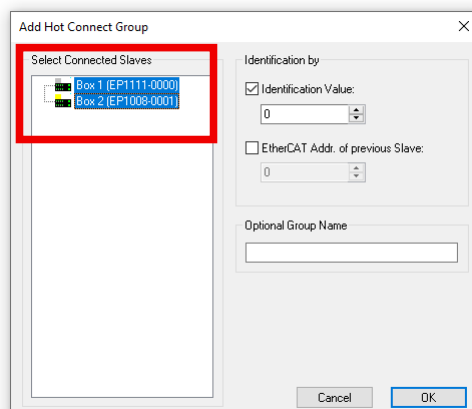 Add Hot Connect Group
Select Connected Slaves
Box 1 (EP1111-0000)
Box 2 (EP1008-0001)
Identification by
Identification Value:
0
EtherCAT Addr. of previous Slave:
0
Optional Group Name
Cancel
OK